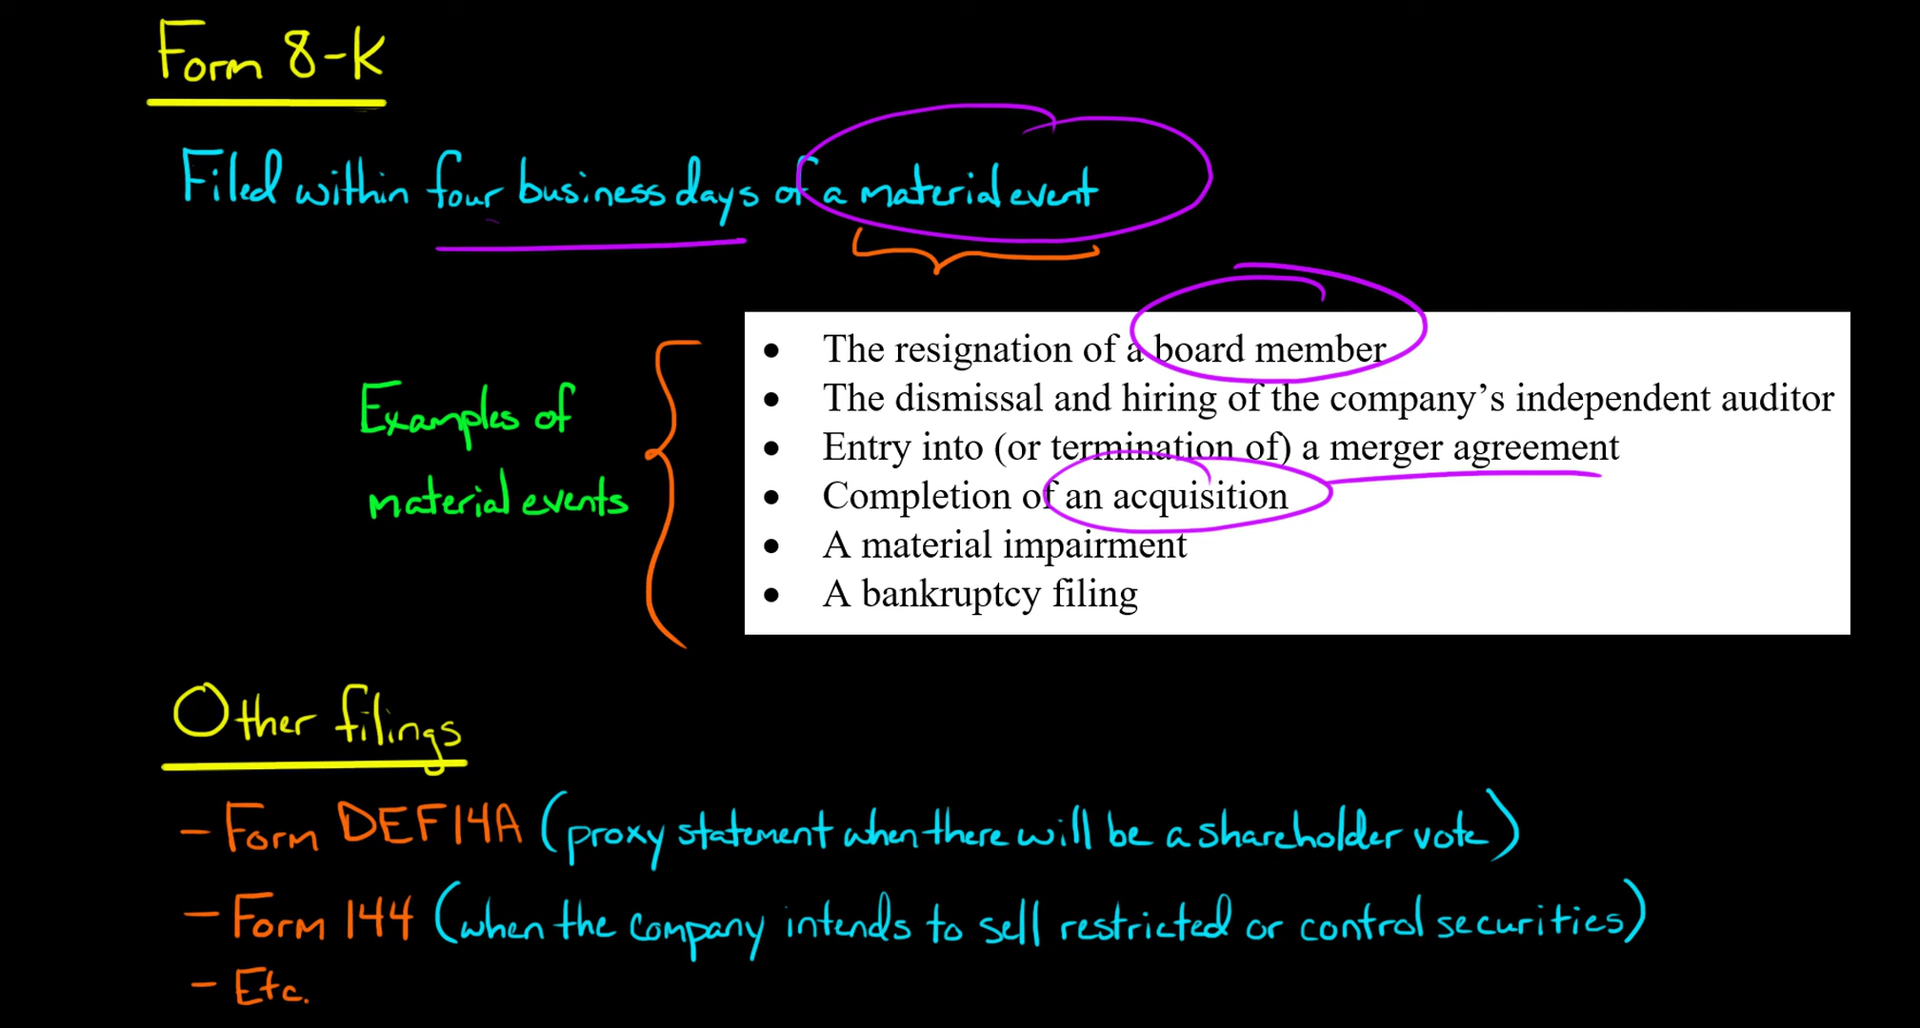 Form 8-K
Filed within four business days of a material event
Examples of
material events
• The resignation of a board member
• The dismissal and hiring of the company’s independent auditor
• Entry into (or termination of) a merger agreement
• Completion of an acquisition
• A material impairment
• A bankruptcy filing
Other filings
- Form DEF14A (proxy statement when there will be a shareholder vote)
- Form 144 (when the company intends to sell restricted or control securities)
- Etc.